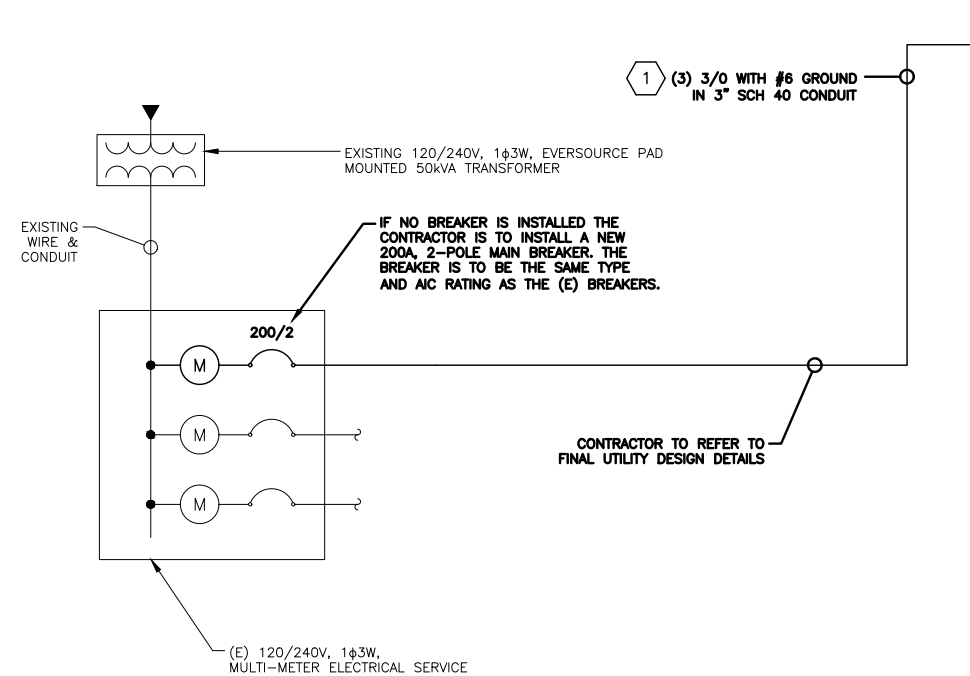 1
(3) 3/0 WITH #6 GROUND
IN 3" SCH 40 CONDUIT
EXISTING 120/240V, 1ϕ3W, EVERSOURCE PAD
MOUNTED 50kVA TRANSFORMER
EXISTING
WIRE &
CONDUIT
IF NO BREAKER IS INSTALLED THE
CONTRACTOR IS TO INSTALL A NEW
200A, 2-POLE MAIN BREAKER. THE
BREAKER IS TO BE THE SAME TYPE
AND AIC RATING AS THE (E) BREAKERS.
200/2
M
M
M
CONTRACTOR TO REFER TO
FINAL UTILITY DESIGN DETAILS
(E) 120/240V, 1ϕ3W,
MULTI-METER ELECTRICAL SERVICE